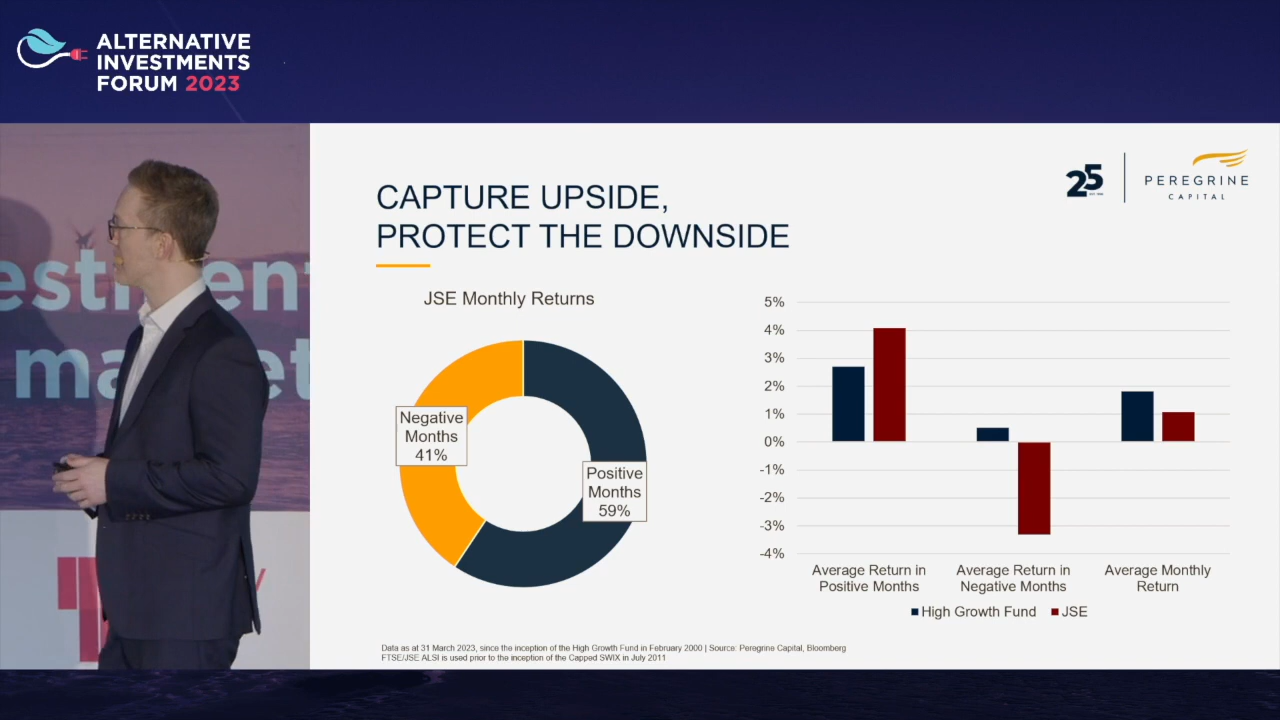 ALTERNATIVE
INVESTMENTS
FORUM 2023
25
PEREGRINE
CAPITAL
CAPTURE UPSIDE,
PROTECT THE DOWNSIDE
JSE Monthly Returns
Negative
Months
41%
Positive
Months
59%
5%
4%
3%
2%
1%
0%
-1%
-2%
-3%
-4%
Average Return in
Positive Months
Average Return in
Negative Months
Average Monthly
Return
High Growth Fund
JSE
Data as at 31 March 2023, since the inception of the High Growth Fund in February 2000 | Source: Peregrine Capital, Bloomberg
FTSE/JSE ALSI is used prior to the inception of the Capped SWIX in July 2011